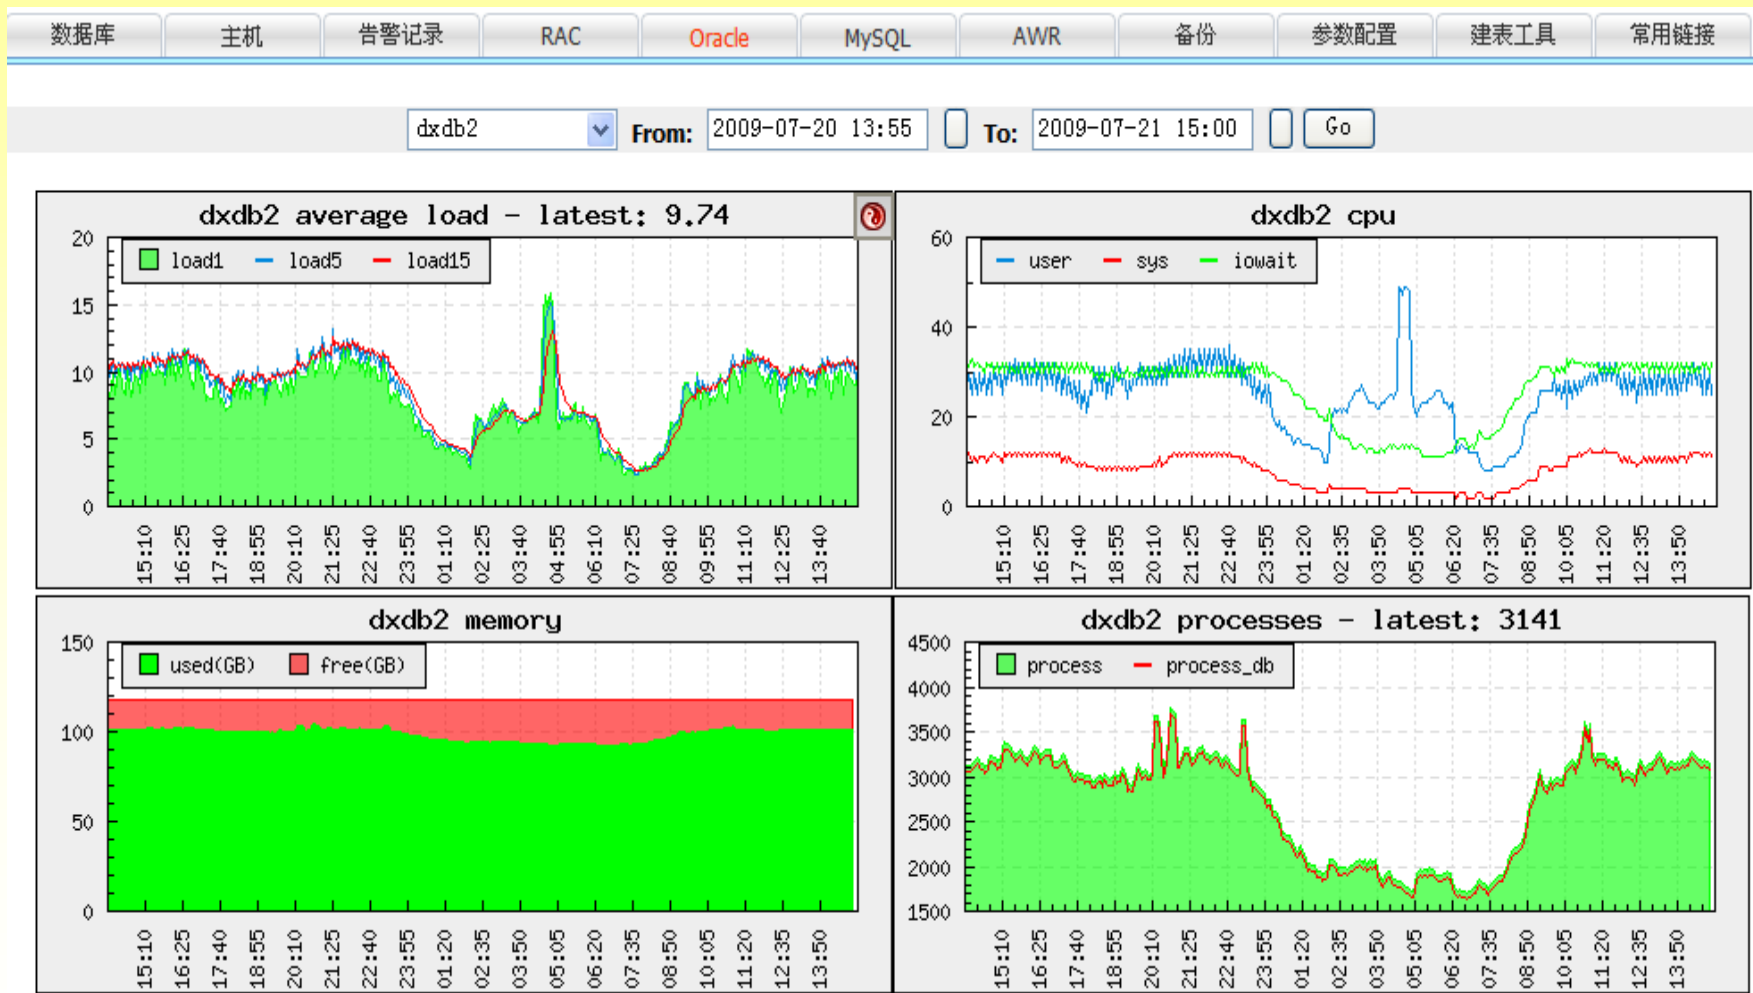 数据库 主机 告警记录 RAC Oracle MySQL AWR 备份 参数配置 建表工具 常用链接
dxdb2 From: 2009-07-20 13:55 To: 2009-07-21 15:00 Go
dxdb2 average load - latest: 9.74
load1 load5 load15
20
15
10
5
0
15:10 16:25 17:40 18:55 20:10 21:25 22:40 23:55 01:10 02:25 03:40 04:55 06:10 07:25 08:40 09:55 11:10 12:25 13:40
dxdb2 cpu
user sys iowait
60
40
20
0
15:10 16:25 17:40 18:55 20:10 21:25 22:40 23:55 01:20 02:35 03:50 05:05 06:20 07:35 08:50 10:05 11:20 12:35 13:50
dxdb2 memory
used(GB) free(GB)
150
100
50
0
15:10 16:25 17:40 18:55 20:10 21:25 22:40 23:55 01:20 02:35 03:50 05:05 06:20 07:35 08:50 10:05 11:20 12:35 13:50
dxdb2 processes - latest: 3141
process process_db
4500
4000
3500
3000
2500
2000
1500
15:10 16:25 17:40 18:55 20:10 21:25 22:40 23:55 01:20 02:35 03:50 05:05 06:20 07:35 08:50 10:05 11:20 12:35 13:50